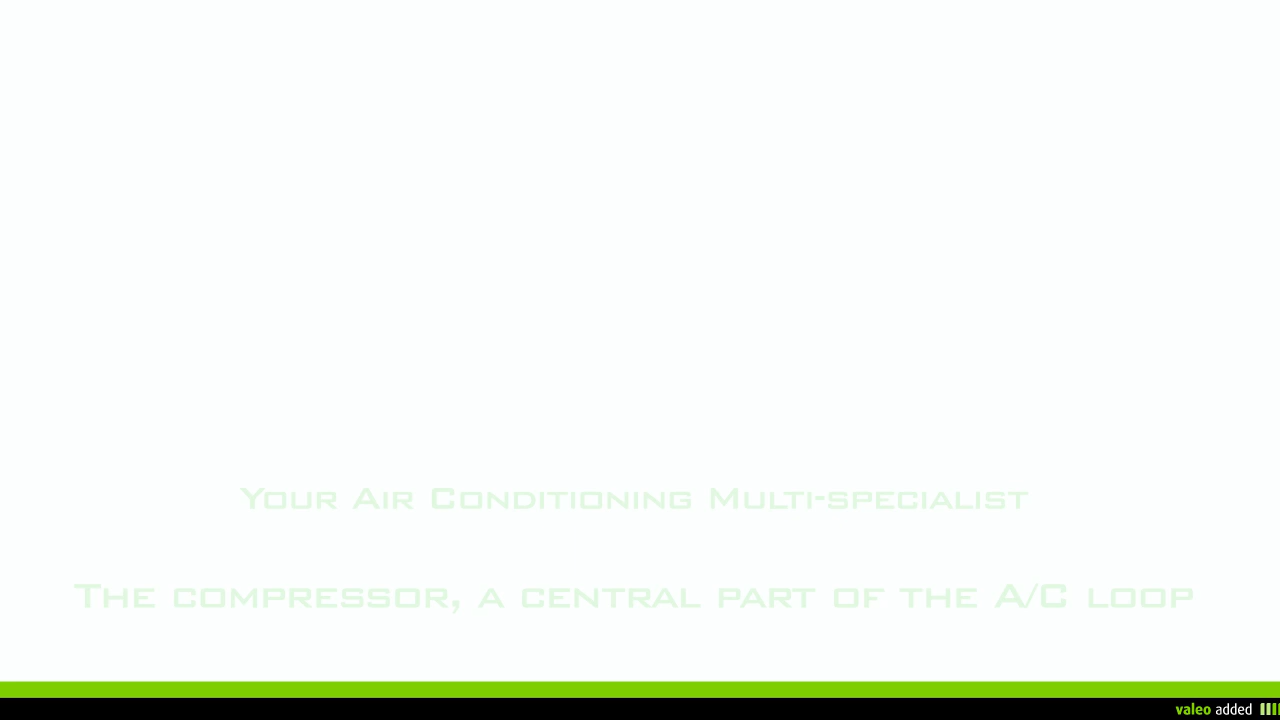 Your Air Conditioning Multi-specialist
The compressor, a central part of the A/C loop
valeo added